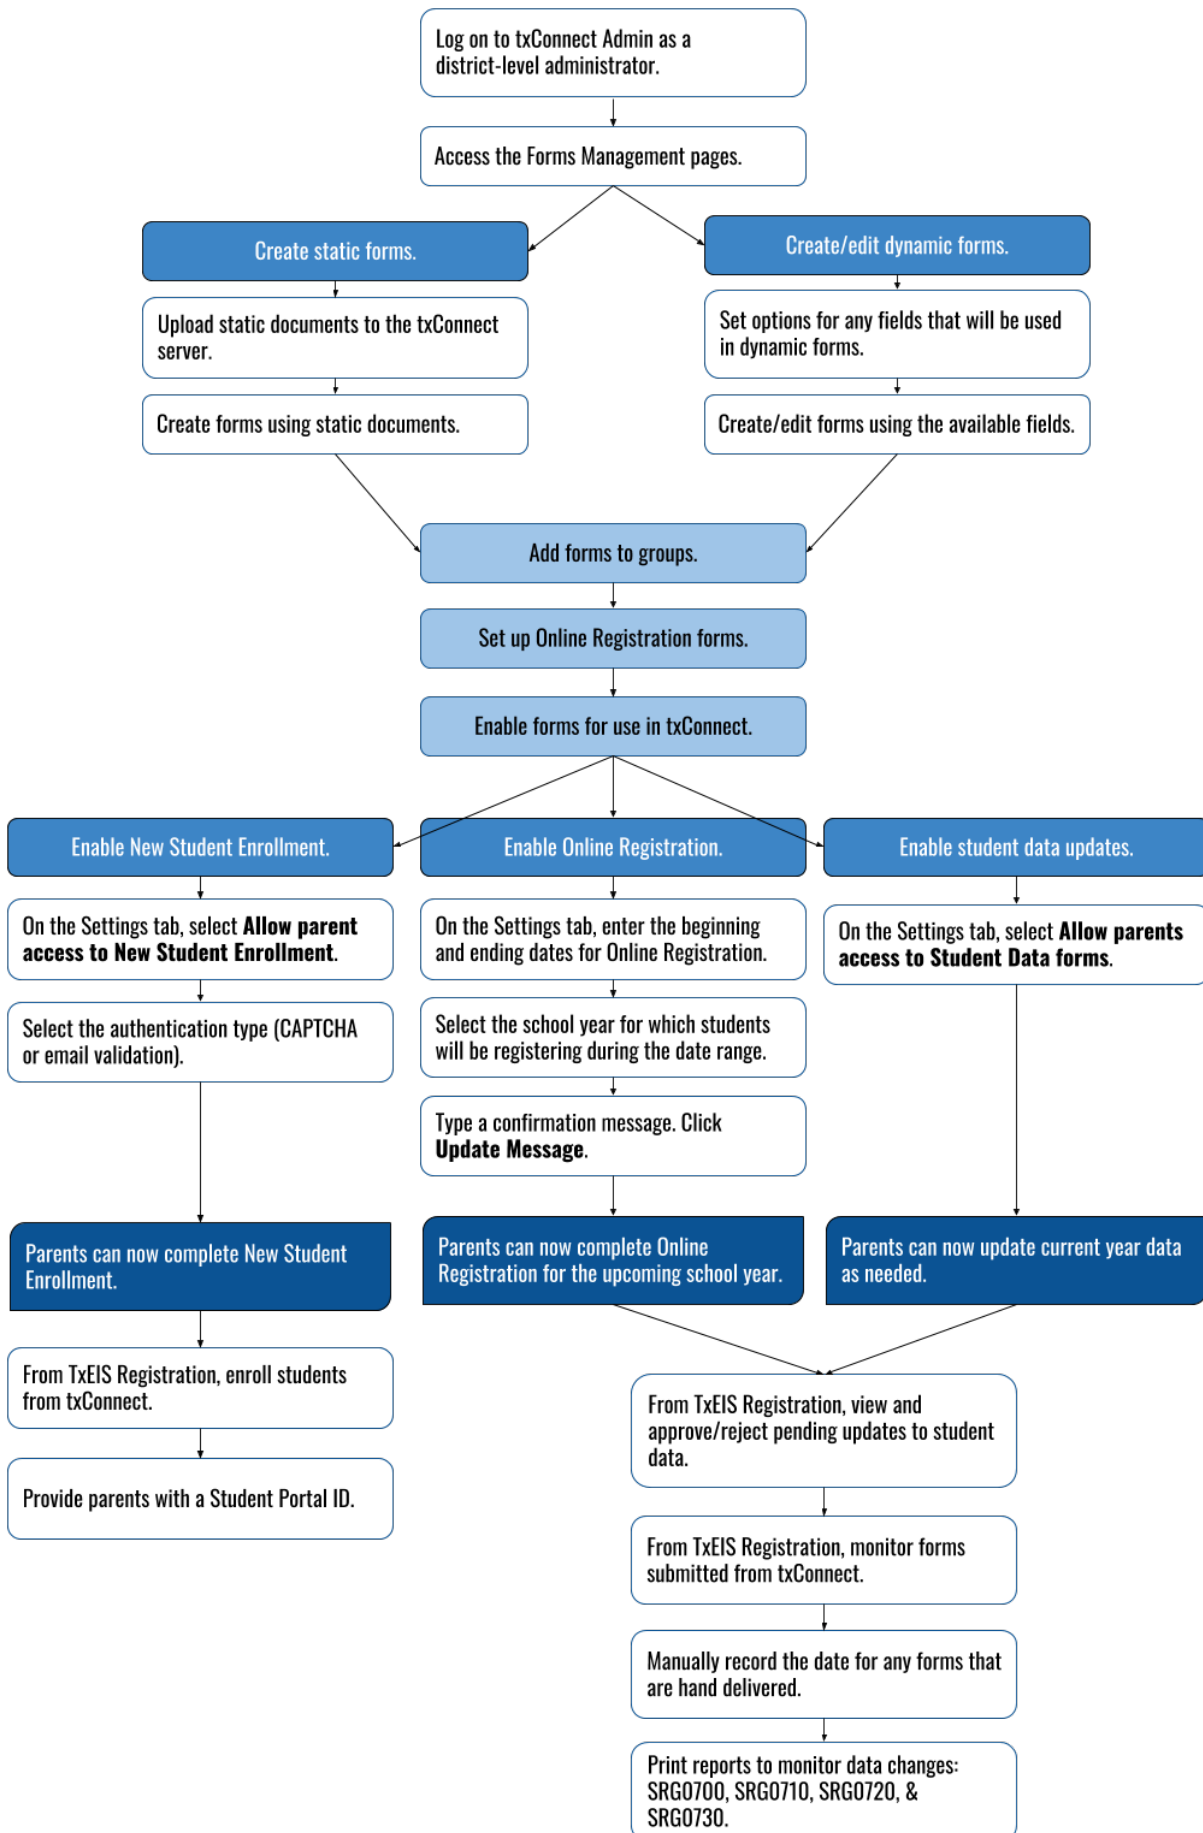 Log on to txConnect Admin as a
district-level administrator.
Access the Forms Management pages.
Create static forms.
Create/edit dynamic forms.
Upload static documents to the txConnect
server.
Set options for any fields that will be used
in dynamic forms.
Create forms using static documents.
Create/edit forms using the available fields.
Add forms to groups.
Set up Online Registration forms.
Enable forms for use in txConnect.
Enable New Student Enrollment.
Enable Online Registration.
Enable student data updates.
On the Settings tab, select Allow parent
access to New Student Enrollment.
On the Settings tab, enter the beginning
and ending dates for Online Registration.
On the Settings tab, select Allow parents
access to Student Data forms.
Select the authentication type (CAPTCHA
or email validation).
Select the school year for which students
will be registering during the date range.
Type a confirmation message. Click
Update Message.
Parents can now complete New Student
Enrollment.
Parents can now complete Online
Registration for the upcoming school year.
Parents can now update current year data
as needed.
From TxEIS Registration, enroll students
from txConnect.
Provide parents with a Student Portal ID.
From TxEIS Registration, view and
approve/reject pending updates to student
data.
From TxEIS Registration, monitor forms
submitted from txConnect.
Manually record the date for any forms that
are hand delivered.
Print reports to monitor data changes:
SRG0700, SRG0710, SRG0720, &
SRG0730.